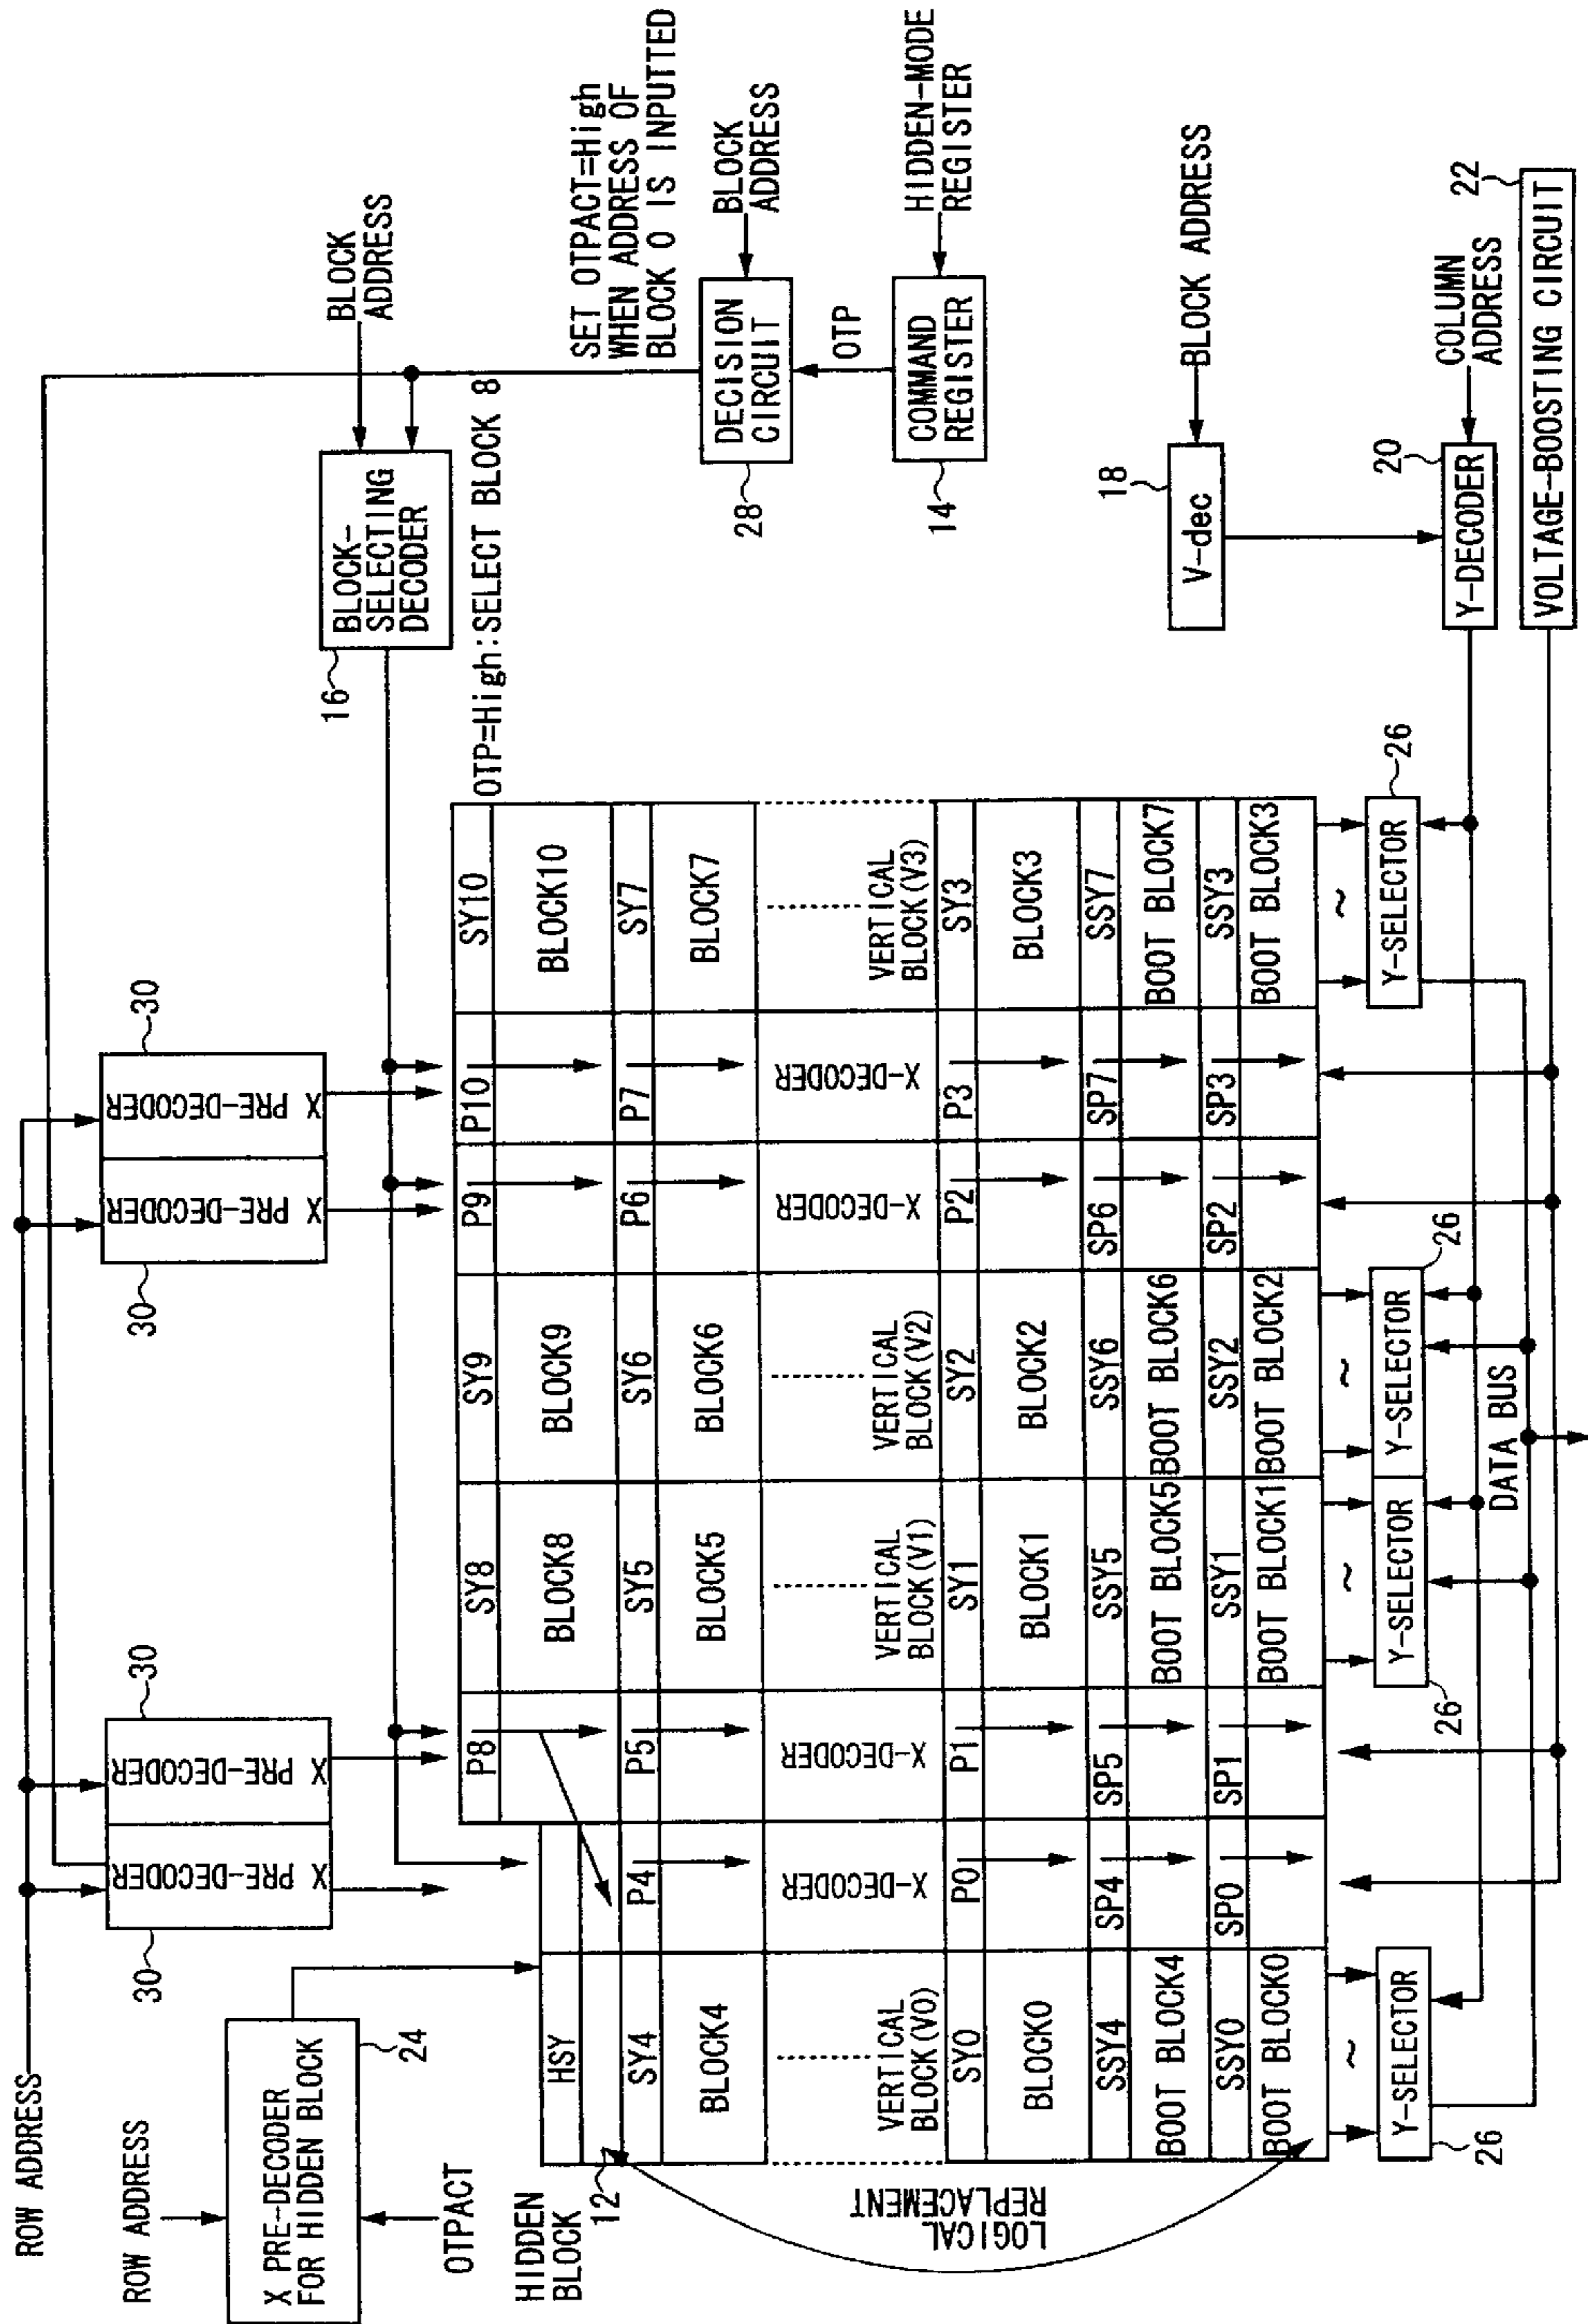 ROW ADDRESS
ROW ADDRESS
X PRE-DECODER
FOR HIDDEN BLOCK
24
OTPACT
HIDDEN
BLOCK
12
LOGICAL
REPLACEMENT
X PRE-DECODER
X PRE-DECODER
30
30
X PRE-DECODER
X PRE-DECODER
30
30
BLOCK
ADDRESS
BLOCK-
SELECTING
DECODER
16
OTP=High:SELECT BLOCK 8
SET OTPACT=High
WHEN ADDRESS OF
BLOCK 0 IS INPUTTED
DECISION
CIRCUIT
28
BLOCK
ADDRESS
OTP
COMMAND
REGISTER
14
HIDDEN-MODE
REGISTER
V-dec
18
BLOCK ADDRESS
Y-DECODER
20
COLUMN
ADDRESS
VOLTAGE-BOOSTING CIRCUIT
22
HSY
P8
SY8
SY9
P9
P10
SY10
BLOCK8
BLOCK9
BLOCK10
SY4
P4
P5
SY5
SY6
P6
P7
SY7
BLOCK4
BLOCK5
BLOCK6
BLOCK7
VERTICAL
BLOCK(V0)
X-DECODER
X-DECODER
VERTICAL
BLOCK(V1)
VERTICAL
BLOCK(V2)
X-DECODER
X-DECODER
VERTICAL
BLOCK(V3)
SY0
P0
P1
SY1
SY2
P2
P3
SY3
BLOCK0
BLOCK1
BLOCK2
BLOCK3
SSY4
SP4
SP5
SSY5
SSY6
SP6
SP7
SSY7
BOOT BLOCK4
BOOT BLOCK5
BOOT BLOCK6
BOOT BLOCK7
SSY0
SP0
SP1
SSY1
SSY2
SP2
SP3
SSY3
BOOT BLOCK0
BOOT BLOCK1
BOOT BLOCK2
BOOT BLOCK3
~
~
~
~
Y-SELECTOR
26
Y-SELECTOR
26
Y-SELECTOR
26
Y-SELECTOR
26
DATA BUS